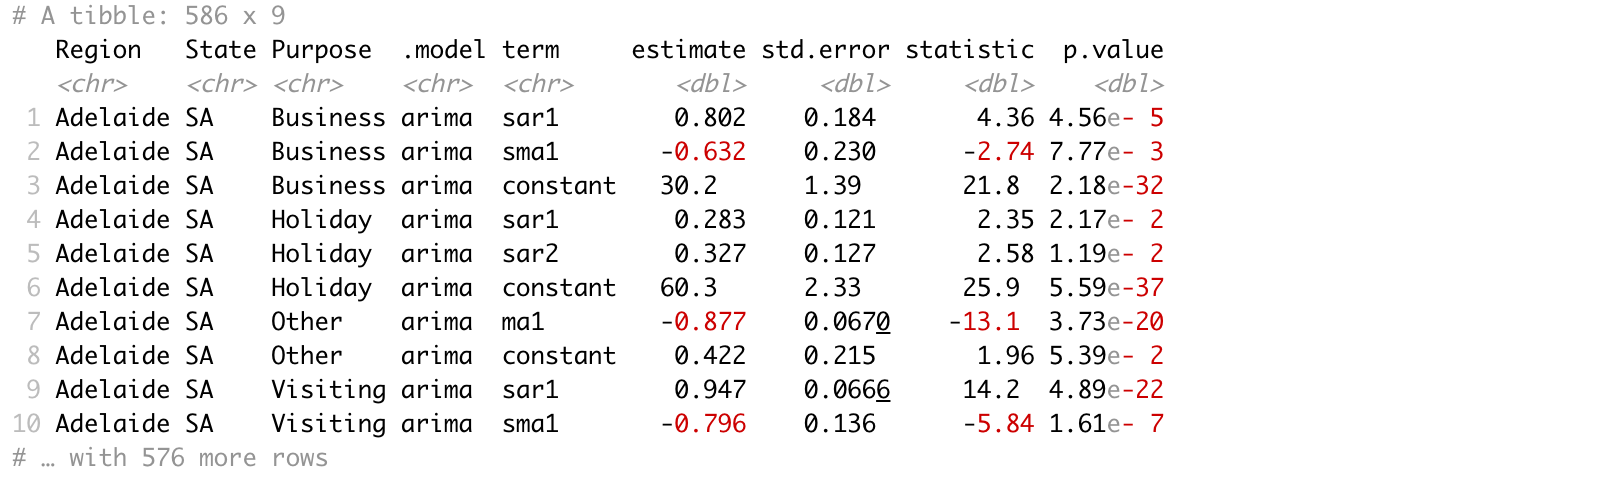 # A tibble: 586 x 9
   Region   State Purpose  .model term     estimate std.error statistic  p.value
   <chr>    <chr> <chr>    <chr>  <chr>       <dbl>     <dbl>     <dbl>    <dbl>
 1 Adelaide SA    Business arima  sar1        0.802    0.184       4.36 4.56e- 5
 2 Adelaide SA    Business arima  sma1       -0.632    0.230      -2.74 7.77e- 3
 3 Adelaide SA    Business arima  constant   30.2      1.39       21.8  2.18e-32
 4 Adelaide SA    Holiday  arima  sar1        0.283    0.121       2.35 2.17e- 2
 5 Adelaide SA    Holiday  arima  sar2        0.327    0.127       2.58 1.19e- 2
 6 Adelaide SA    Holiday  arima  constant   60.3      2.33       25.9  5.59e-37
 7 Adelaide SA    Other    arima  ma1        -0.877    0.0670    -13.1  3.73e-20
 8 Adelaide SA    Other    arima  constant    0.422    0.215       1.96 5.39e- 2
 9 Adelaide SA    Visiting arima  sar1        0.947    0.0666     14.2  4.89e-22
10 Adelaide SA    Visiting arima  sma1       -0.796    0.136      -5.84 1.61e- 7
# … with 576 more rows